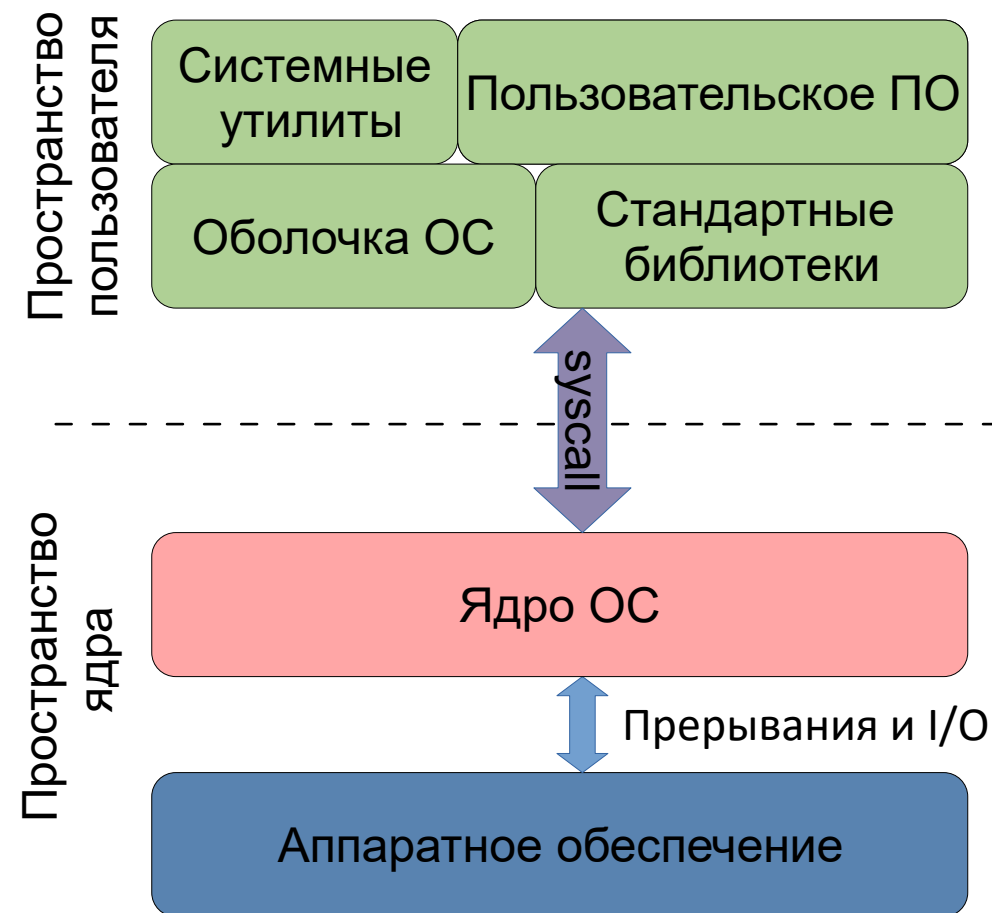 Пространство
пользователя
Системные
утилиты
Пользовательское ПО
Оболочка ОС
Стандартные
библиотеки
syscall
Пространство
ядра
Ядро ОС
Прерывания и I/O
Аппаратное обеспечение